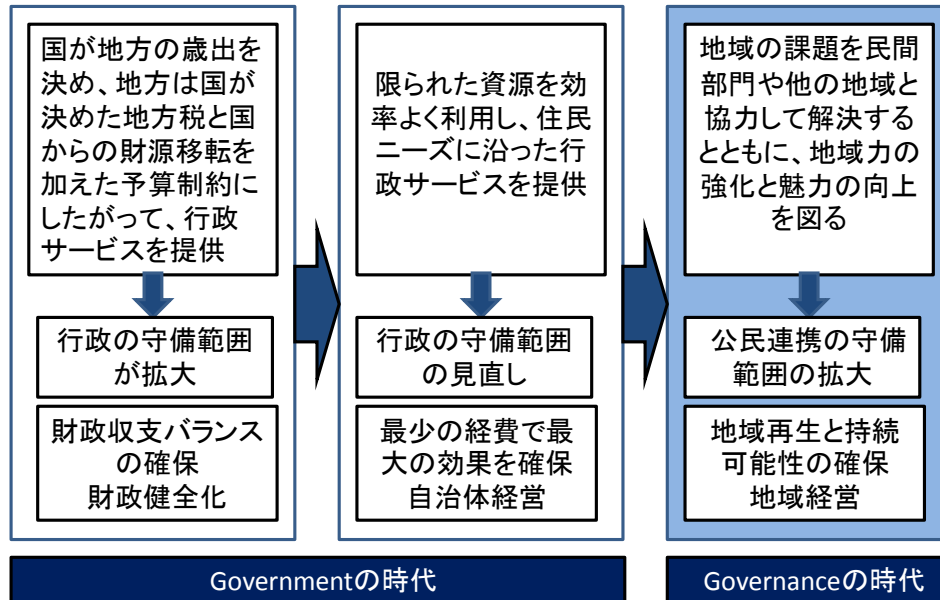 国が地方の歳出を
決め、地方は国が
決めた地方税と国
からの財源移転を
加えた予算制約に
したがって、行政
サービスを提供
行政の守備範囲
が拡大
財政収支バランス
の確保
財政健全化
限られた資源を効
率よく利用し、住民
ニーズに沿った行
政サービスを提供
行政の守備範囲
の見直し
最少の経費で最
大の効果を確保
自治体経営
地域の課題を民間
部門や他の地域と
協力して解決する
とともに、地域力の
強化と魅力の向上
を図る
公民連携の守備
範囲の拡大
地域再生と持続
可能性の確保
地域経営
Governmentの時代
Governanceの時代